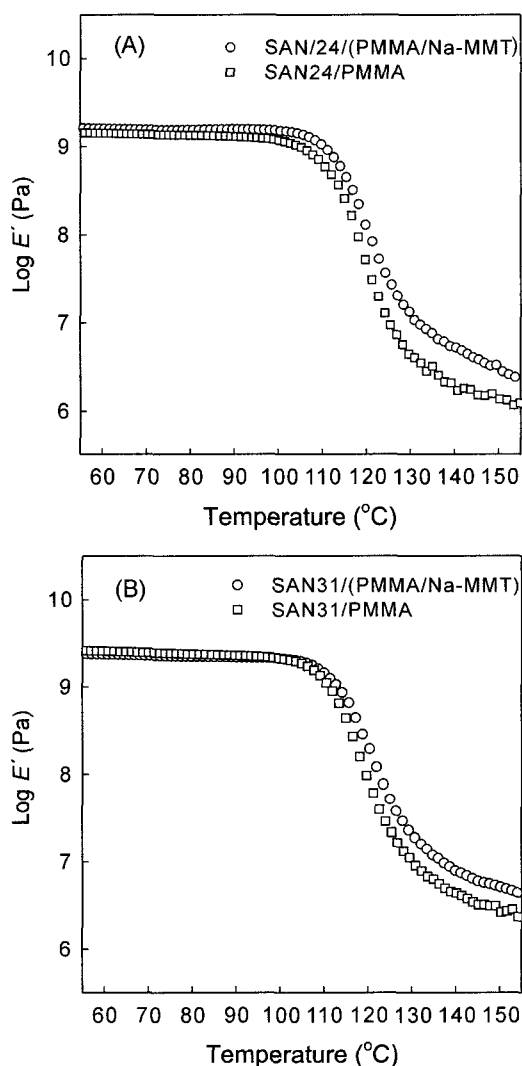 (A)
SAN/24/(PMMA/Na-MMT)
SAN24/PMMA
10
9
8
7
6
Log E´ (Pa)
60 70 80 90 100 110 120 130 140 150
Temperature (°C)
(B)
SAN31/(PMMA/Na-MMT)
SAN31/PMMA
10
9
8
7
6
Log E´ (Pa)
60 70 80 90 100 110 120 130 140 150
Temperature (°C)